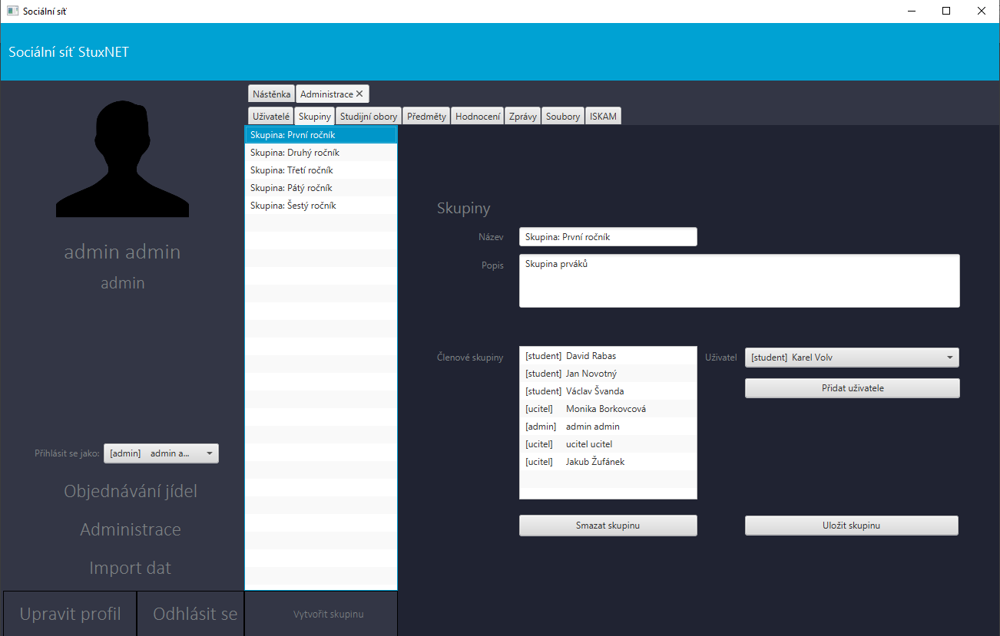 Sociální síť
Sociální síť StuxNET
Nástěnka
Administrace
Uživatelé
Skupiny
Studijní obory
Předměty
Hodnocení
Zprávy
Soubory
ISKAM
admin admin
admin
Přihlásit se jako:
[admin] admin a...
Objednávání jídel
Administrace
Import dat
Upravit profil
Odhlásit se
Skupina: První ročník
Skupina: Druhý ročník
Skupina: Třetí ročník
Skupina: Pátý ročník
Skupina: Šestý ročník
Vytvořit skupinu
Skupiny
Název
Skupina: První ročník
Popis
Skupina prváků
Členové skupiny
[student] David Rabas
[student] Jan Novotný
[student] Václav Švanda
[ucitel] Monika Borkovcová
[admin] admin admin
[ucitel] ucitel ucitel
[ucitel] Jakub Žufánek
Uživatel
[student] Karel Volv
Přidat uživatele
Smazat skupinu
Uložit skupinu